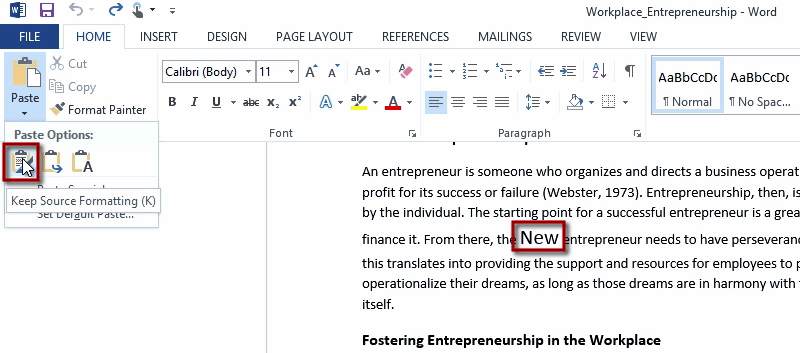 Workplace_Entrepreneurship - Word
FILE HOME INSERT DESIGN PAGE LAYOUT REFERENCES MAILINGS REVIEW VIEW
Paste
Cut
Copy
Format Painter
Calibri (Body) 11
Aa
B I U abc x₂ x²
A A
Font
Paragraph
AaBbCcDc AaBbCcDc
¶ Normal ¶ No Spac...
Paste Options:
A
Keep Source Formatting (K)
Set Default Paste...
An entrepreneur is someone who organizes and directs a business operat
profit for its success or failure (Webster, 1973). Entrepreneurship, then, is
by the individual. The starting point for a successful entrepreneur is a grea
finance it. From there, the New entrepreneur needs to have perseveranc
this translates into providing the support and resources for employees to p
operationalize their dreams, as long as those dreams are in harmony with t
itself.
Fostering Entrepreneurship in the Workplace